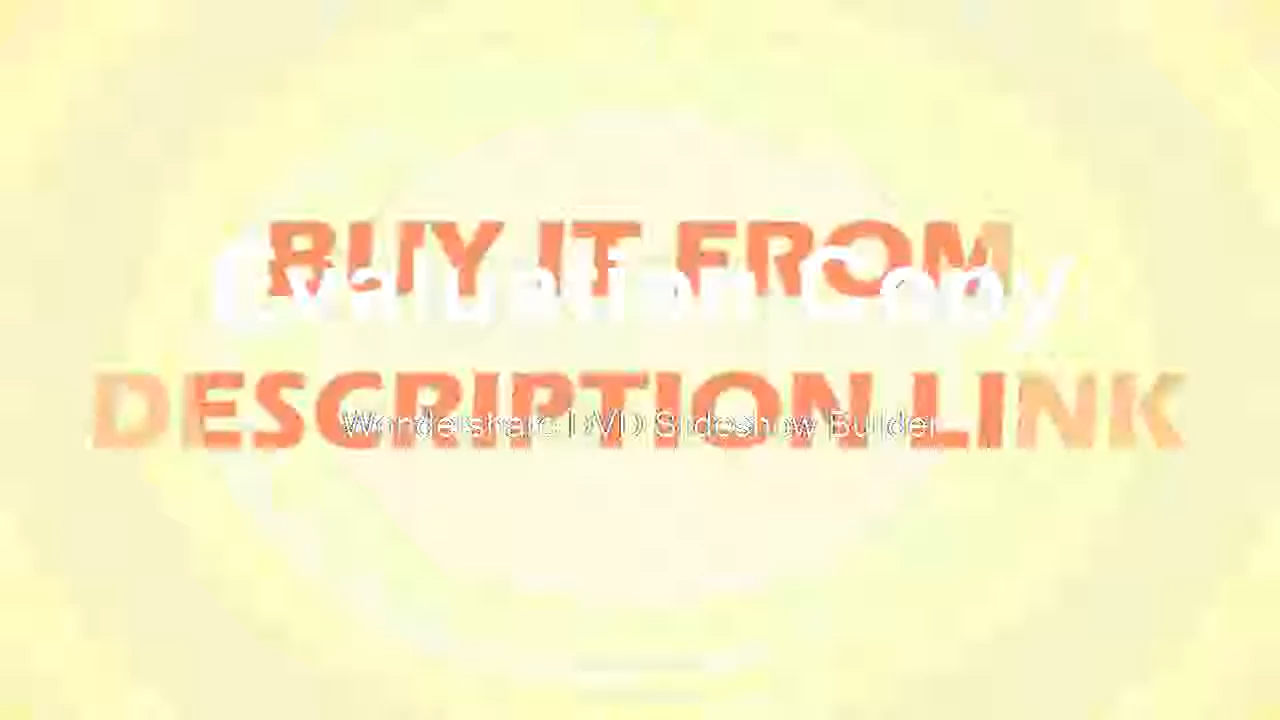 BUY IT FROM
Evaluation Copy
DESCRIPTION LINK
Wondershare DVD Slideshow Builder